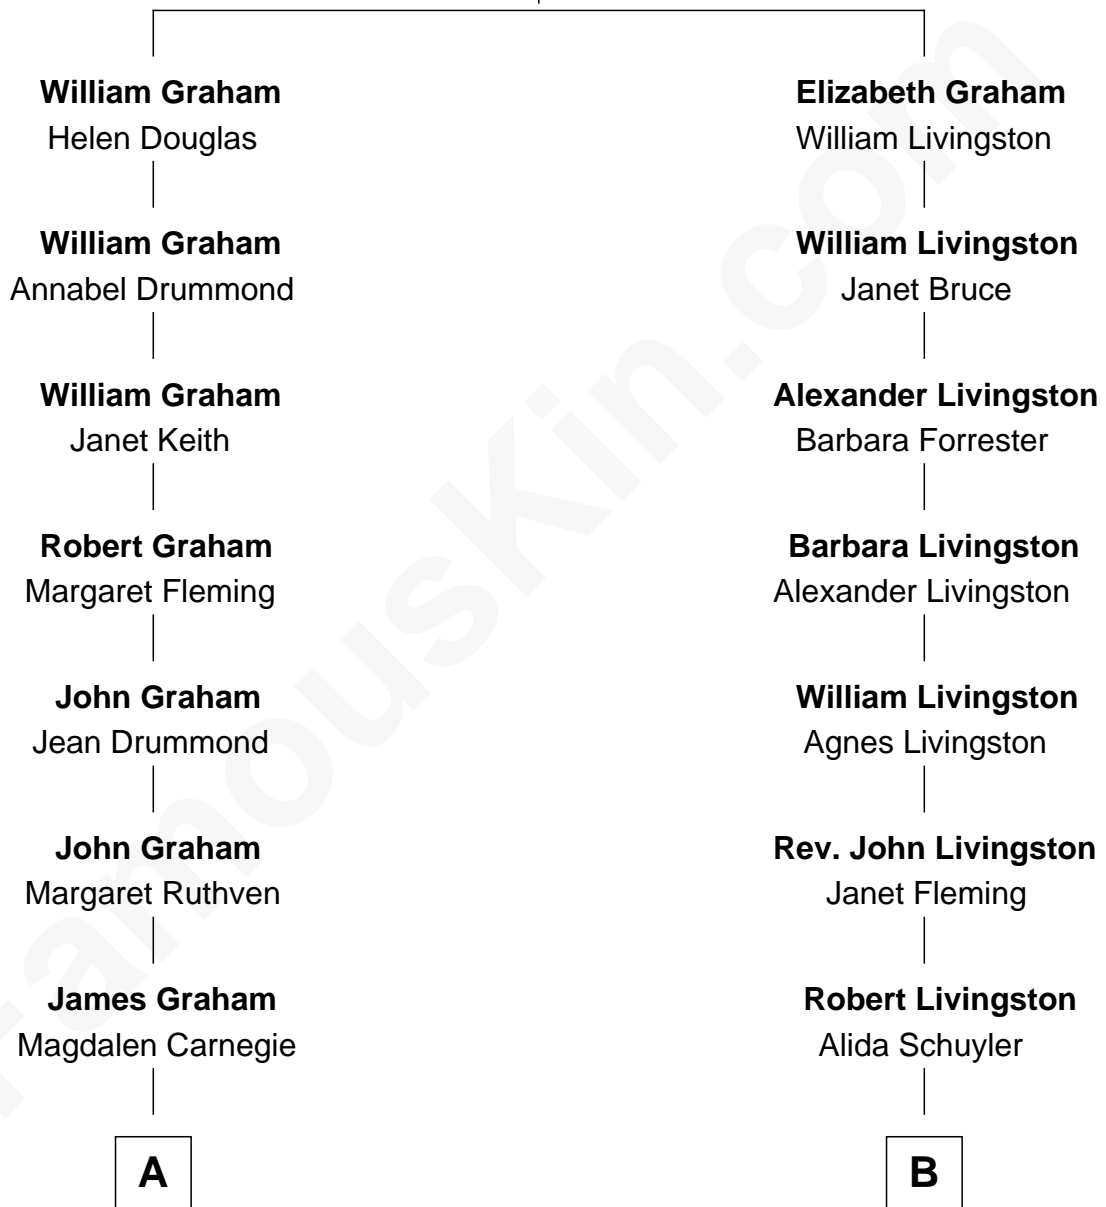 William Graham
Helen Douglas
William Graham
Annabel Drummond
William Graham
Janet Keith
Robert Graham
Margaret Fleming
John Graham
Jean Drummond
John Graham
Margaret Ruthven
James Graham
Magdalen Carnegie
A
Elizabeth Graham
William Livingston
William Livingston
Janet Bruce
Alexander Livingston
Barbara Forrester
Barbara Livingston
Alexander Livingston
William Livingston
Agnes Livingston
Rev. John Livingston
Janet Fleming
Robert Livingston
Alida Schuyler
B
FamousKin.com